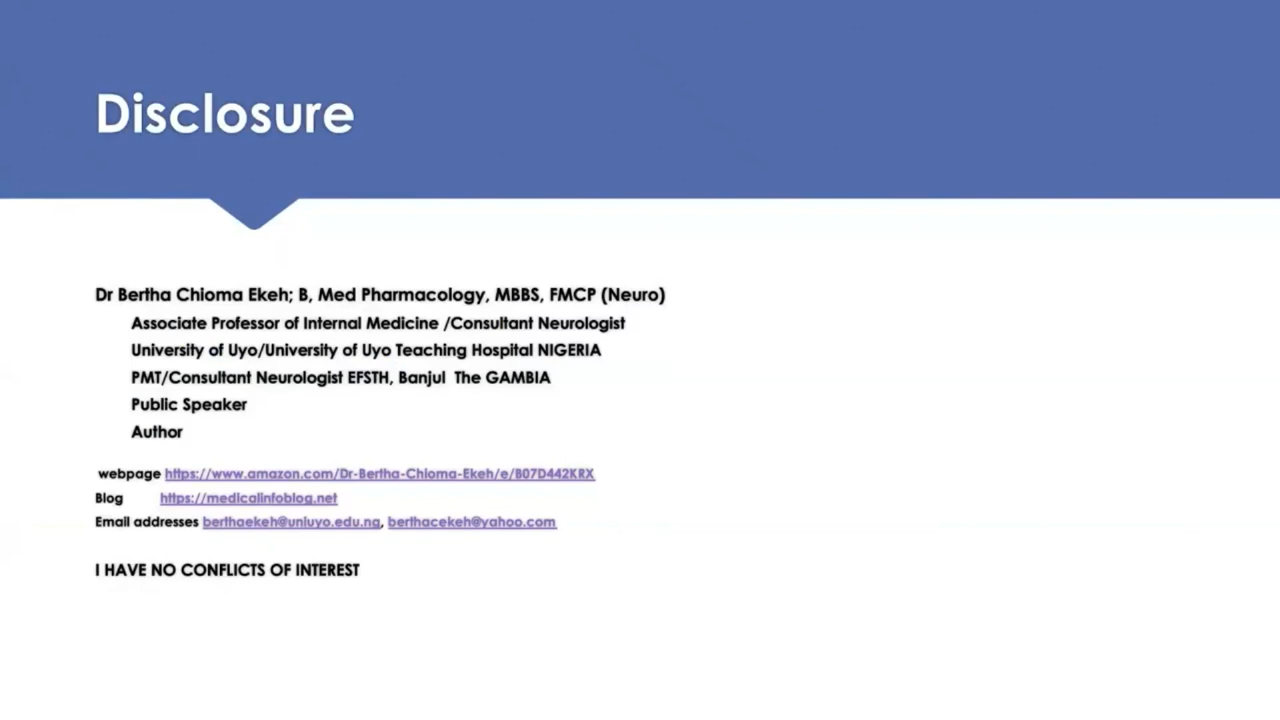 Disclosure
Dr Bertha Chioma Ekeh; B, Med Pharmacology, MBBS, FMCP (Neuro)
Associate Professor of Internal Medicine /Consultant Neurologist
University of Uyo/University of Uyo Teaching Hospital NIGERIA
PMT/Consultant Neurologist EFSTH, Banjul The GAMBIA
Public Speaker
Author
webpage https://www.amazon.com/Dr-Bertha-Chioma-Ekeh/e/B07D442KRX
Blog https://medicalinfoblog.net
Email addresses berthaekeh@uniuyo.edu.ng, berthacekeh@yahoo.com
I HAVE NO CONFLICTS OF INTEREST